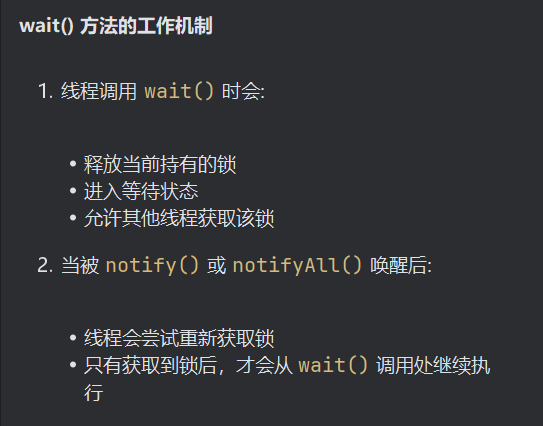 wait() 方法的工作机制
1. 线程调用 wait() 时会:
• 释放当前持有的锁
• 进入等待状态
• 允许其他线程获取该锁
2. 当被 notify() 或 notifyAll() 唤醒后:
• 线程会尝试重新获取锁
• 只有获取到锁后，才会从 wait() 调用处继续执
行